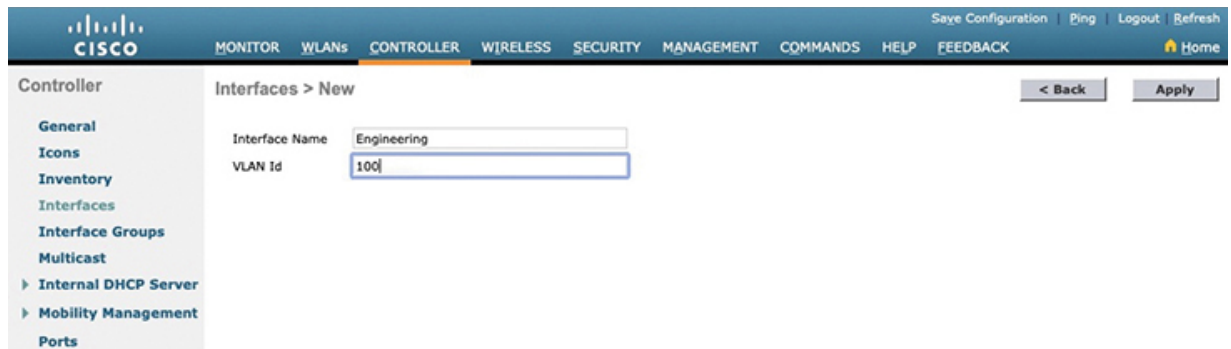 Save Configuration | Ping | Logout | Refresh
CISCO MONITOR WLANs CONTROLLER WIRELESS SECURITY MANAGEMENT COMMANDS HELP FEEDBACK Home
Controller
General
Icons
Inventory
Interfaces
Interface Groups
Multicast
Internal DHCP Server
Mobility Management
Ports
Interfaces > New
< Back Apply
Interface Name Engineering
VLAN Id 100